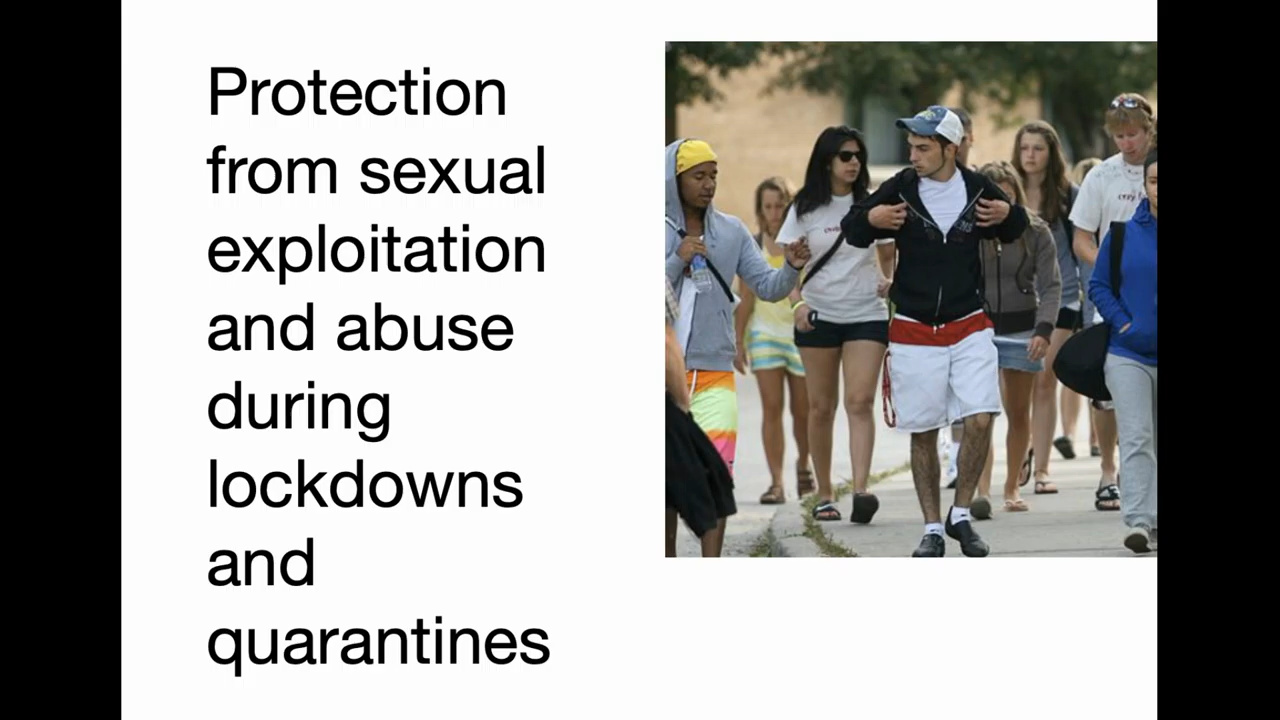 Protection
from sexual
exploitation
and abuse
during
lockdowns
and
quarantines